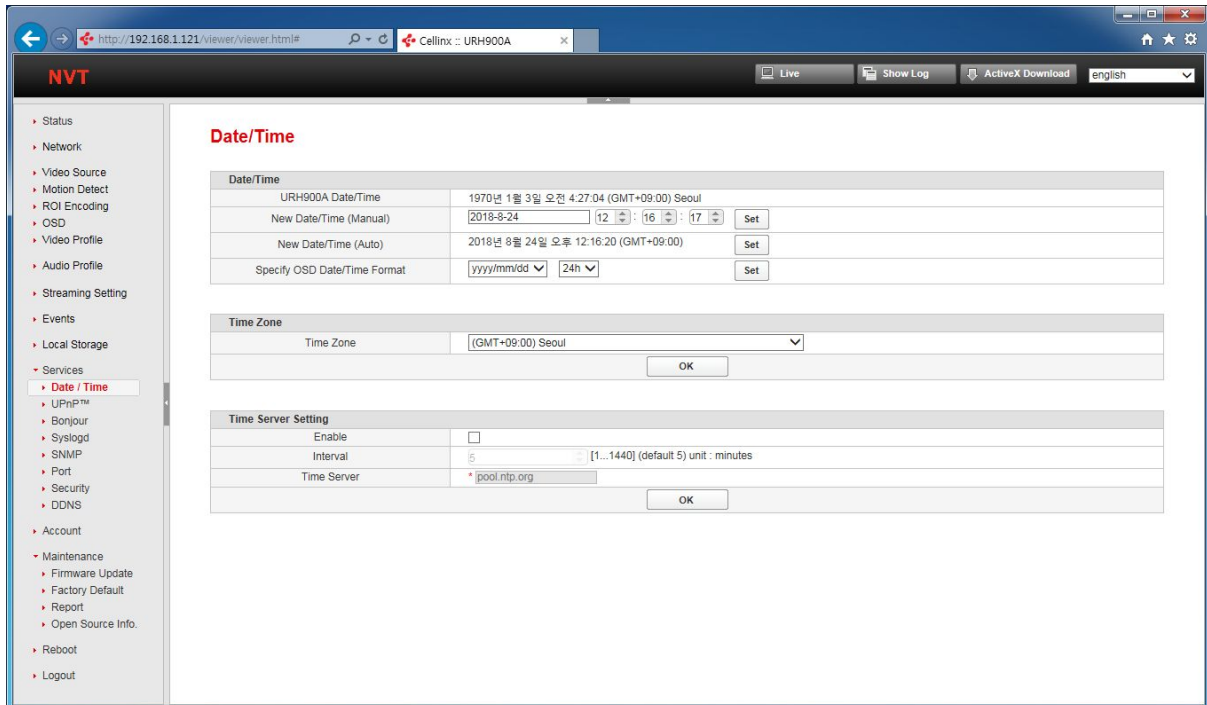 http://192.168.1.121/viewer/viewer.html#
Cellinx :: URH900A
NVT
Live
Show Log
ActiveX Download
english
Status
Network
Video Source
Motion Detect
ROI Encoding
OSD
Video Profile
Audio Profile
Streaming Setting
Events
Local Storage
Services
Date / Time
UPnP™
Bonjour
Syslogd
SNMP
Port
Security
DDNS
Account
Maintenance
Firmware Update
Factory Default
Report
Open Source Info.
Reboot
Logout
Date/Time
Date/Time
URH900A Date/Time 1970년 1월 3일 오전 4:27:04 (GMT+09:00) Seoul
New Date/Time (Manual) 2018-8-24 12 : 16 : 17 Set
New Date/Time (Auto) 2018년 8월 24일 오후 12:16:20 (GMT+09:00) Set
Specify OSD Date/Time Format yyyy/mm/dd 24h Set
Time Zone
Time Zone (GMT+09:00) Seoul
OK
Time Server Setting
Enable
Interval 5 [1...1440] (default 5) unit : minutes
Time Server * pool.ntp.org
OK